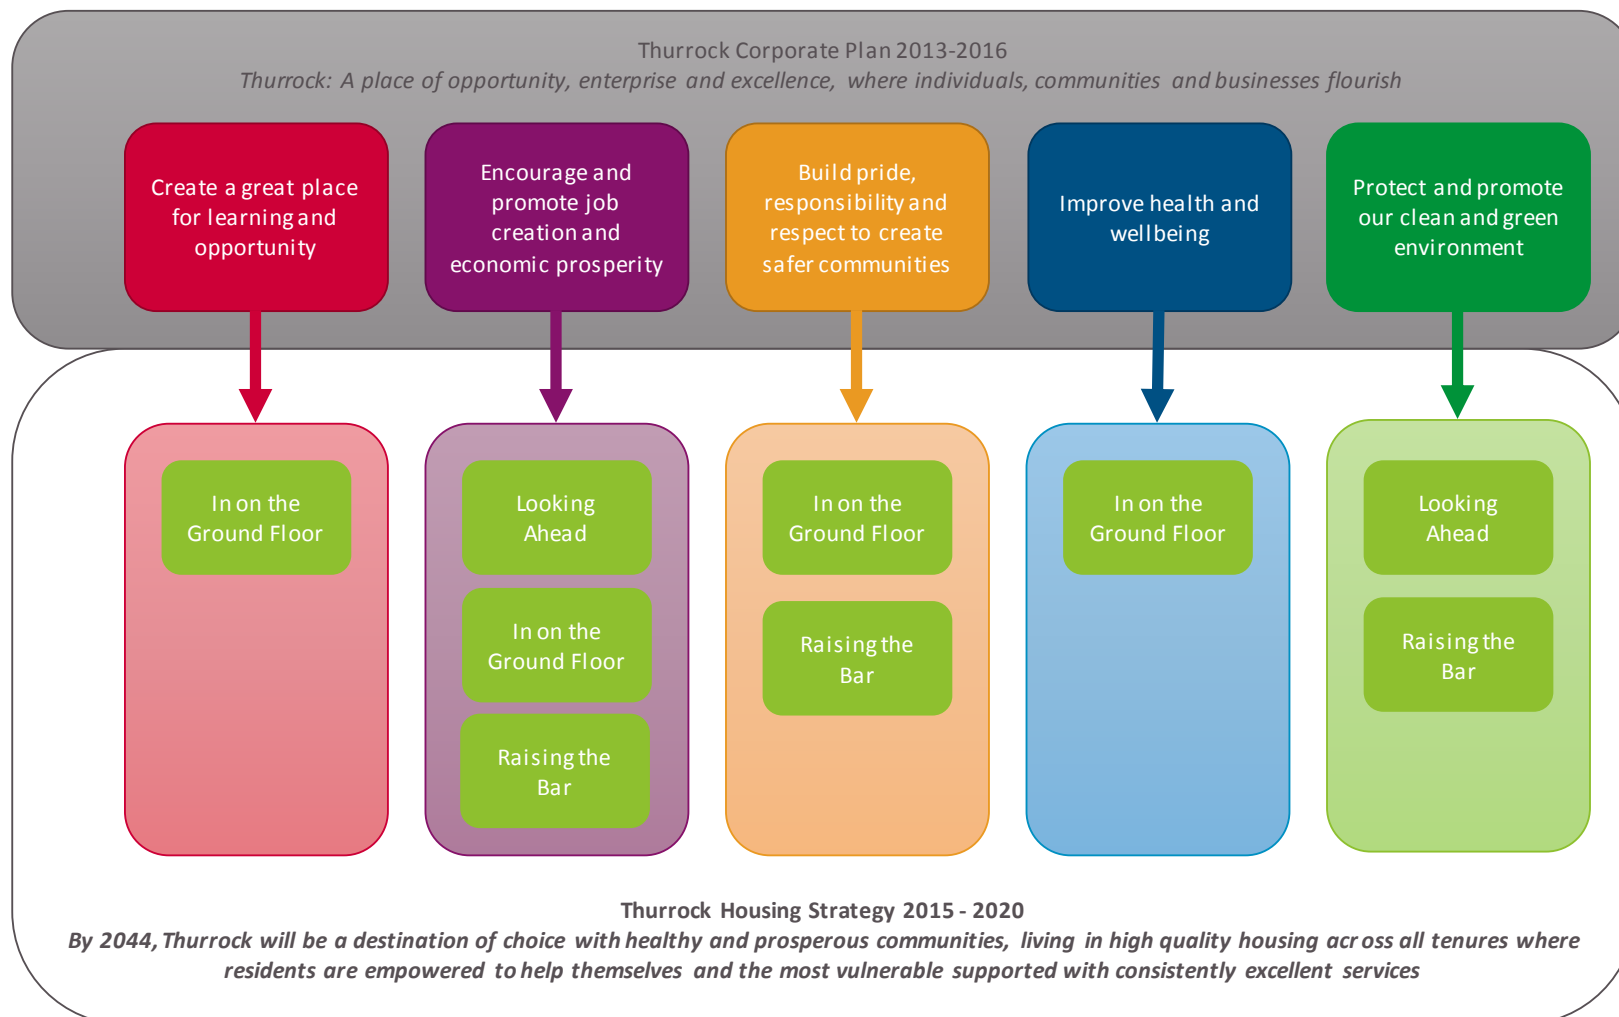 Thurrock Corporate Plan 2013-2016
Thurrock: A place of opportunity, enterprise and excellence, where individuals, communities and businesses flourish
Create a great place
for learning and
opportunity
Encourage and
promote job
creation and
economic prosperity
Build pride,
responsibility and
respect to create
safer communities
Improve health and
wellbeing
Protect and promote
our clean and green
environment
In on the
Ground Floor
Looking
Ahead
In on the
Ground Floor
Raising the
Bar
In on the
Ground Floor
Raising the
Bar
In on the
Ground Floor
Looking
Ahead
Raising the
Bar
Thurrock Housing Strategy 2015 - 2020
By 2044, Thurrock will be a destination of choice with healthy and prosperous communities, living in high quality housing across all tenures where
residents are empowered to help themselves and the most vulnerable supported with consistently excellent services